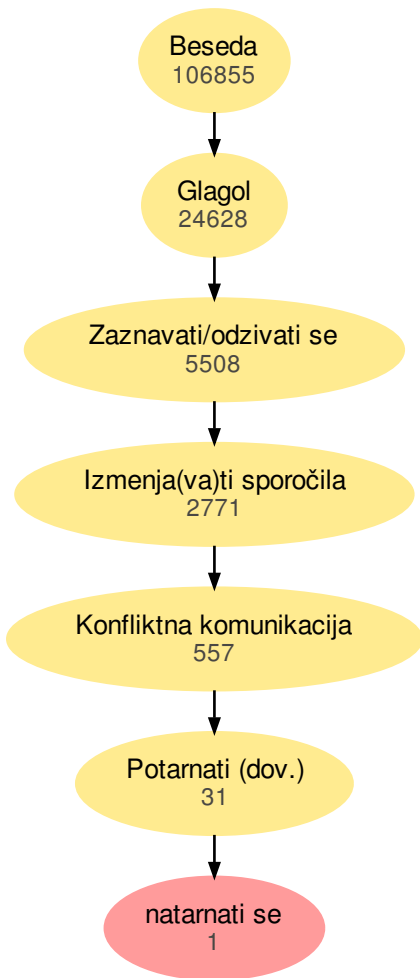 Beseda
106855
Glagol
24628
Zaznavati/odzivati se
5508
Izmenja(va)ti sporočila
2771
Konfliktna komunikacija
557
Potarnati (dov.)
31
natarnati se
1